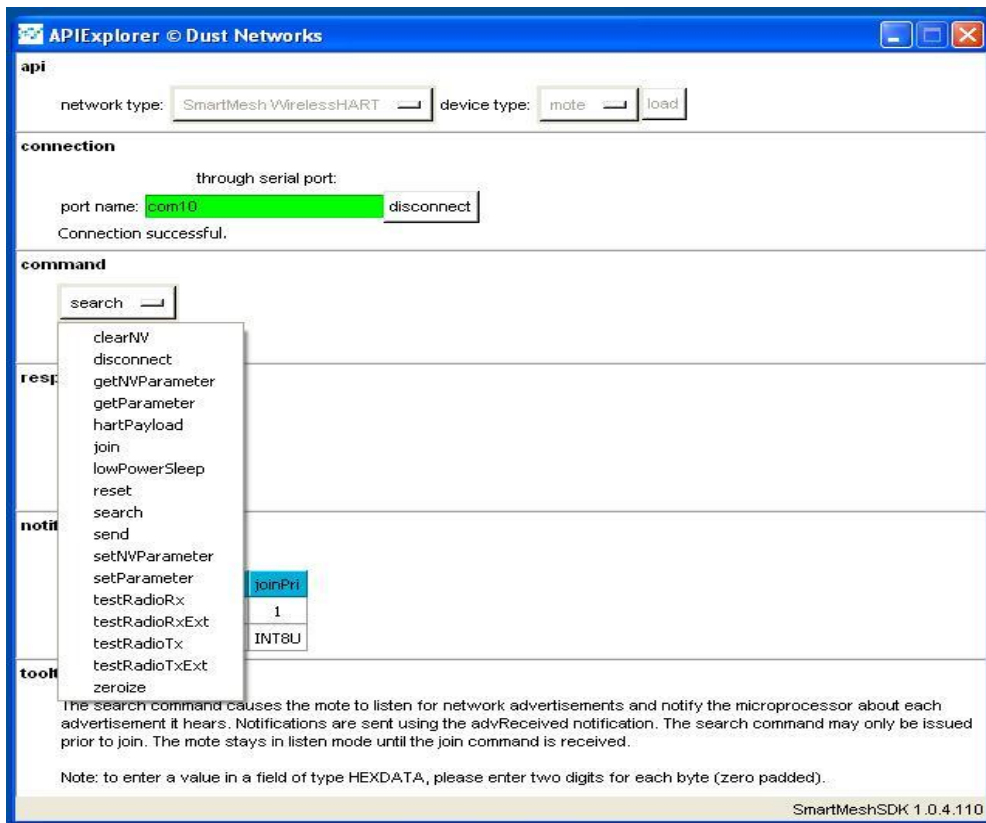 APIExplorer © Dust Networks
api
network type: SmartMesh WirelessHART device type: mote load
connection
through serial port:
port name: com10 disconnect
Connection successful.
command
search
clearNV
disconnect
resp getNVParameter
getParameter
hartPayload
join
lowPowerSleep
reset
search
notif send
setNVParameter
setParameter joinPri
testRadioRx 1
testRadioRxExt
testRadioTx INT8U
toolt testRadioTxExt
zeroize
The search command causes the mote to listen for network advertisements and notify the microprocessor about each
advertisement it hears. Notifications are sent using the advReceived notification. The search command may only be issued
prior to join. The mote stays in listen mode until the join command is received.
Note: to enter a value in a field of type HEXDATA, please enter two digits for each byte (zero padded).
SmartMeshSDK 1.0.4.110